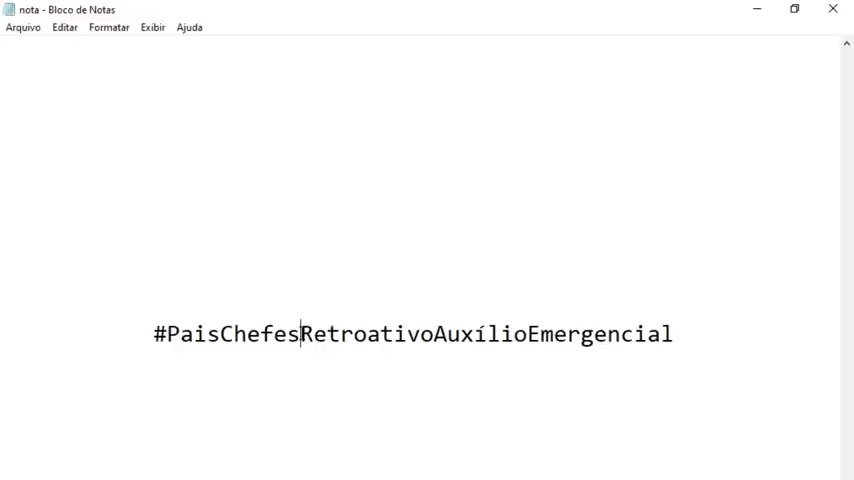 nota - Bloco de Notas
Arquivo Editar Formatar Exibir Ajuda
#PaisChefesRetroativoAuxílioEmergencial